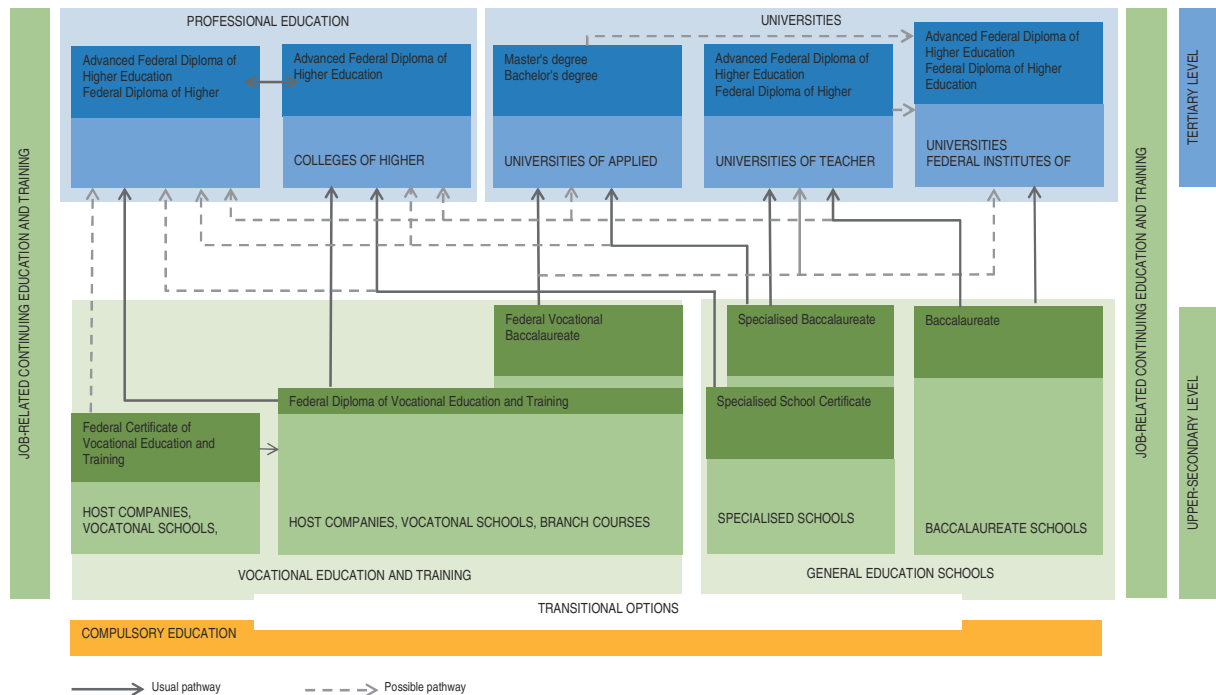 PROFESSIONAL EDUCATION
UNIVERSITIES
Advanced Federal Diploma of
Higher Education
Federal Diploma of Higher
Advanced Federal Diploma of
Higher Education
COLLEGES OF HIGHER
Master's degree
Bachelor's degree
UNIVERSITIES OF APPLIED
Advanced Federal Diploma of
Higher Education
Federal Diploma of Higher
UNIVERSITIES OF TEACHER
Advanced Federal Diploma of
Higher Education
Federal Diploma of Higher
Education
UNIVERSITIES
FEDERAL INSTITUTES OF
JOB-RELATED CONTINUING EDUCATION AND TRAINING
JOB-RELATED CONTINUING EDUCATION AND TRAINING
TERTIARY LEVEL
UPPER-SECONDARY LEVEL
Federal Vocational
Baccalaureate
Specialised Baccalaureate
Baccalaureate
Federal Diploma of Vocational Education and Training
Specialised School Certificate
Federal Certificate of
Vocational Education and
Training
HOST COMPANIES,
VOCATONAL SCHOOLS,
HOST COMPANIES, VOCATONAL SCHOOLS, BRANCH COURSES
SPECIALISED SCHOOLS
BACCALAUREATE SCHOOLS
VOCATIONAL EDUCATION AND TRAINING
GENERAL EDUCATION SCHOOLS
TRANSITIONAL OPTIONS
COMPULSORY EDUCATION
Usual pathway
Possible pathway